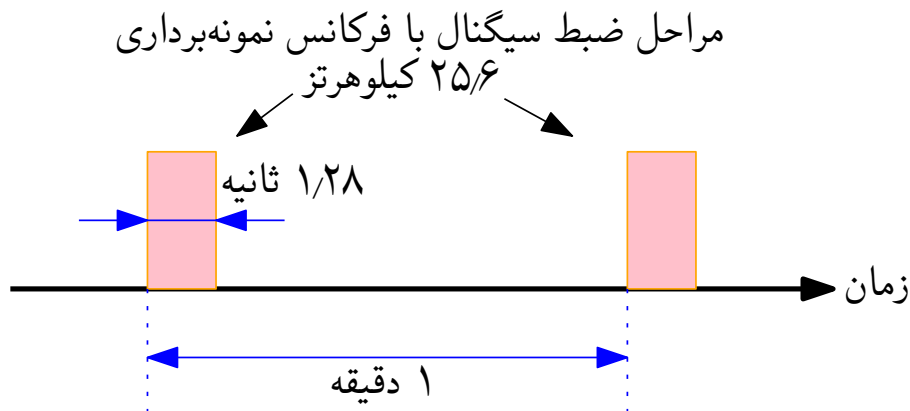 مراحل ضبط سیگنال با فرکانس نمونه‌برداری
۲۵٫۶ کیلوهرتز
۱٫۲۸ ثانیه
زمان
۱ دقیقه